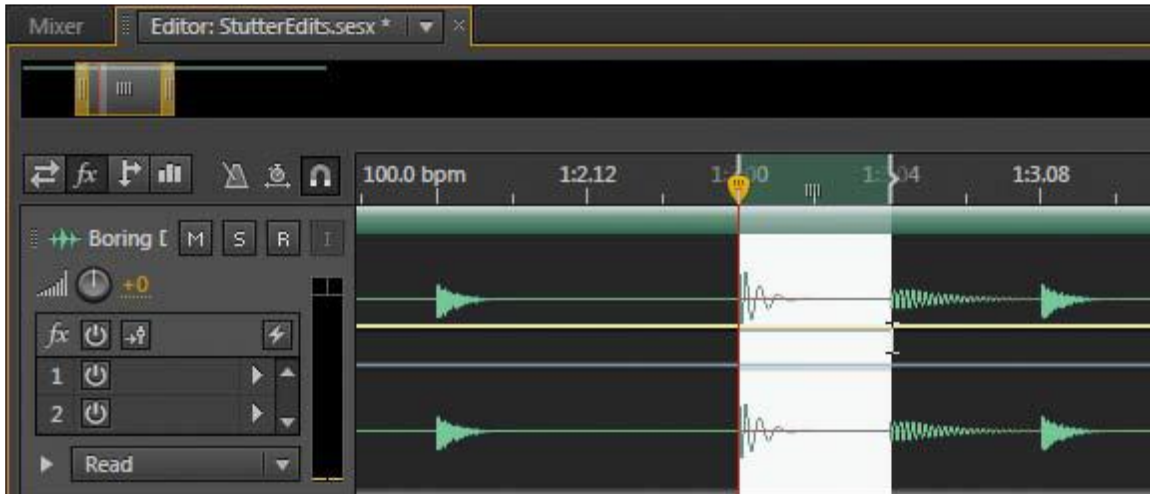 Mixer
Editor: StutterEdits.sesx *
fx
100.0 bpm 1:2.12 1:3.08
Boring M S R I
+0
fx
1
2
Read